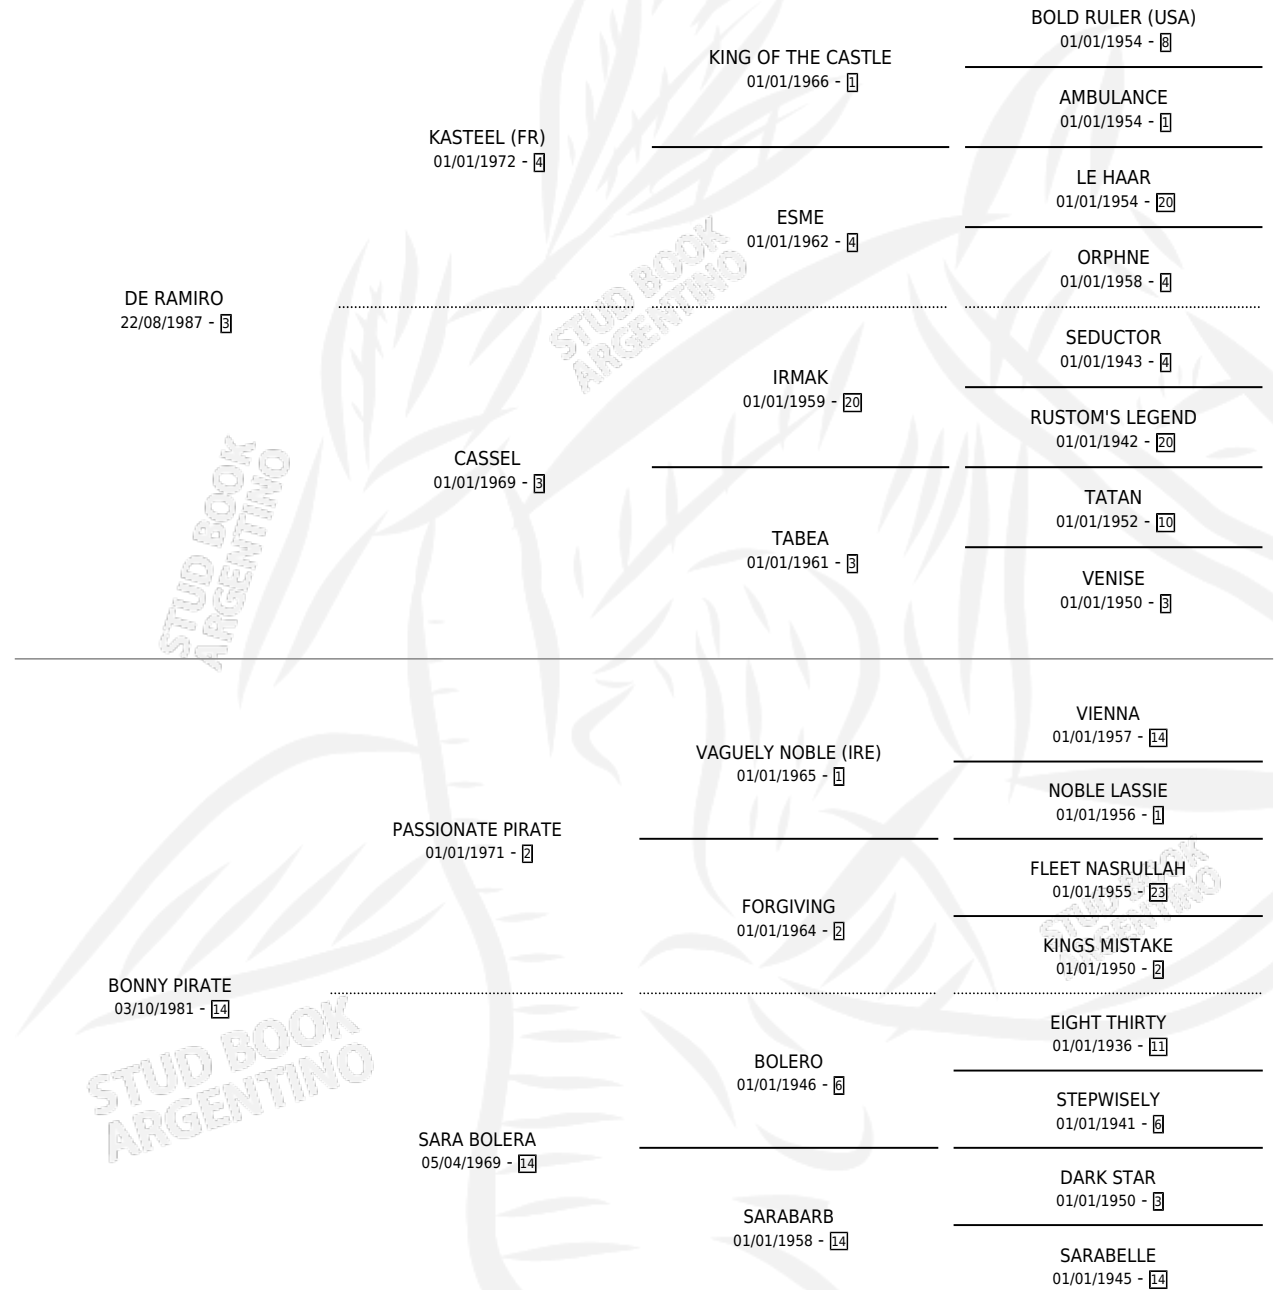 BOLD RULER (USA)
01/01/1954 - 8
KING OF THE CASTLE
01/01/1966 - 1
AMBULANCE
01/01/1954 - 1
KASTEEL (FR)
01/01/1972 - 4
LE HAAR
01/01/1954 - 20
ESME
01/01/1962 - 4
ORPHNE
01/01/1958 - 4
DE RAMIRO
22/08/1987 - 3
SEDUCTOR
01/01/1943 - 4
IRMAK
01/01/1959 - 20
RUSTOM'S LEGEND
01/01/1942 - 20
CASSEL
01/01/1969 - 3
TATAN
01/01/1952 - 10
TABEA
01/01/1961 - 3
VENISE
01/01/1950 - 3
VIENNA
01/01/1957 - 14
VAGUELY NOBLE (IRE)
01/01/1965 - 1
NOBLE LASSIE
01/01/1956 - 1
PASSIONATE PIRATE
01/01/1971 - 2
FLEET NASRULLAH
01/01/1955 - 23
FORGIVING
01/01/1964 - 2
KINGS MISTAKE
01/01/1950 - 2
BONNY PIRATE
03/10/1981 - 14
EIGHT THIRTY
01/01/1936 - 11
BOLERO
01/01/1946 - 6
STEPWISELY
01/01/1941 - 6
SARA BOLERA
05/04/1969 - 14
DARK STAR
01/01/1950 - 3
SARABARB
01/01/1958 - 14
SARABELLE
01/01/1945 - 14
STUD BOOK
ARGENTINO
STUD BOOK
ARGENTINO
STUD BOOK
ARGENTINO
STUD BOOK
ARGENTINO